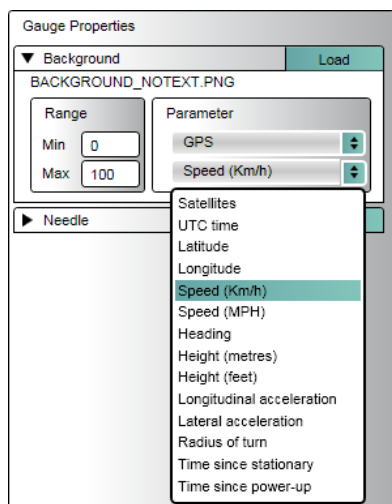 Gauge Properties
Background Load
BACKGROUND_NOTEXT.PNG
Range Parameter
Min 0 GPS
Max 100 Speed (Km/h)
Needle
Satellites
UTC time
Latitude
Longitude
Speed (Km/h)
Speed (MPH)
Heading
Height (metres)
Height (feet)
Longitudinal acceleration
Lateral acceleration
Radius of turn
Time since stationary
Time since power-up